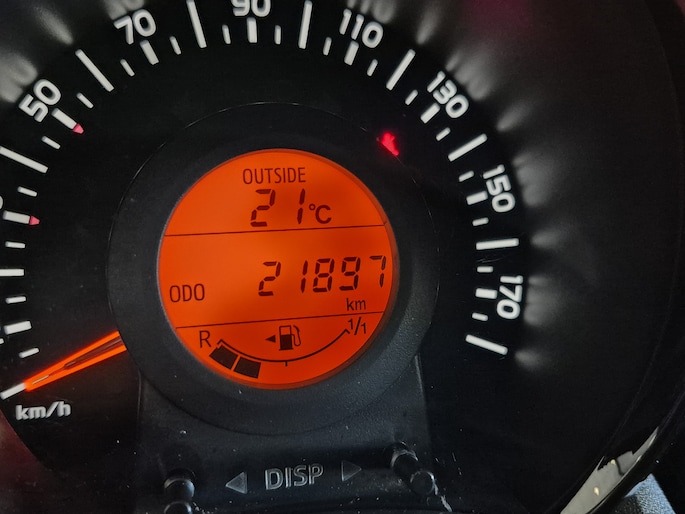 50
70
90
110
130
150
170
OUTSIDE
21°C
ODO 21897
km
R 1/1
km/h
DISP